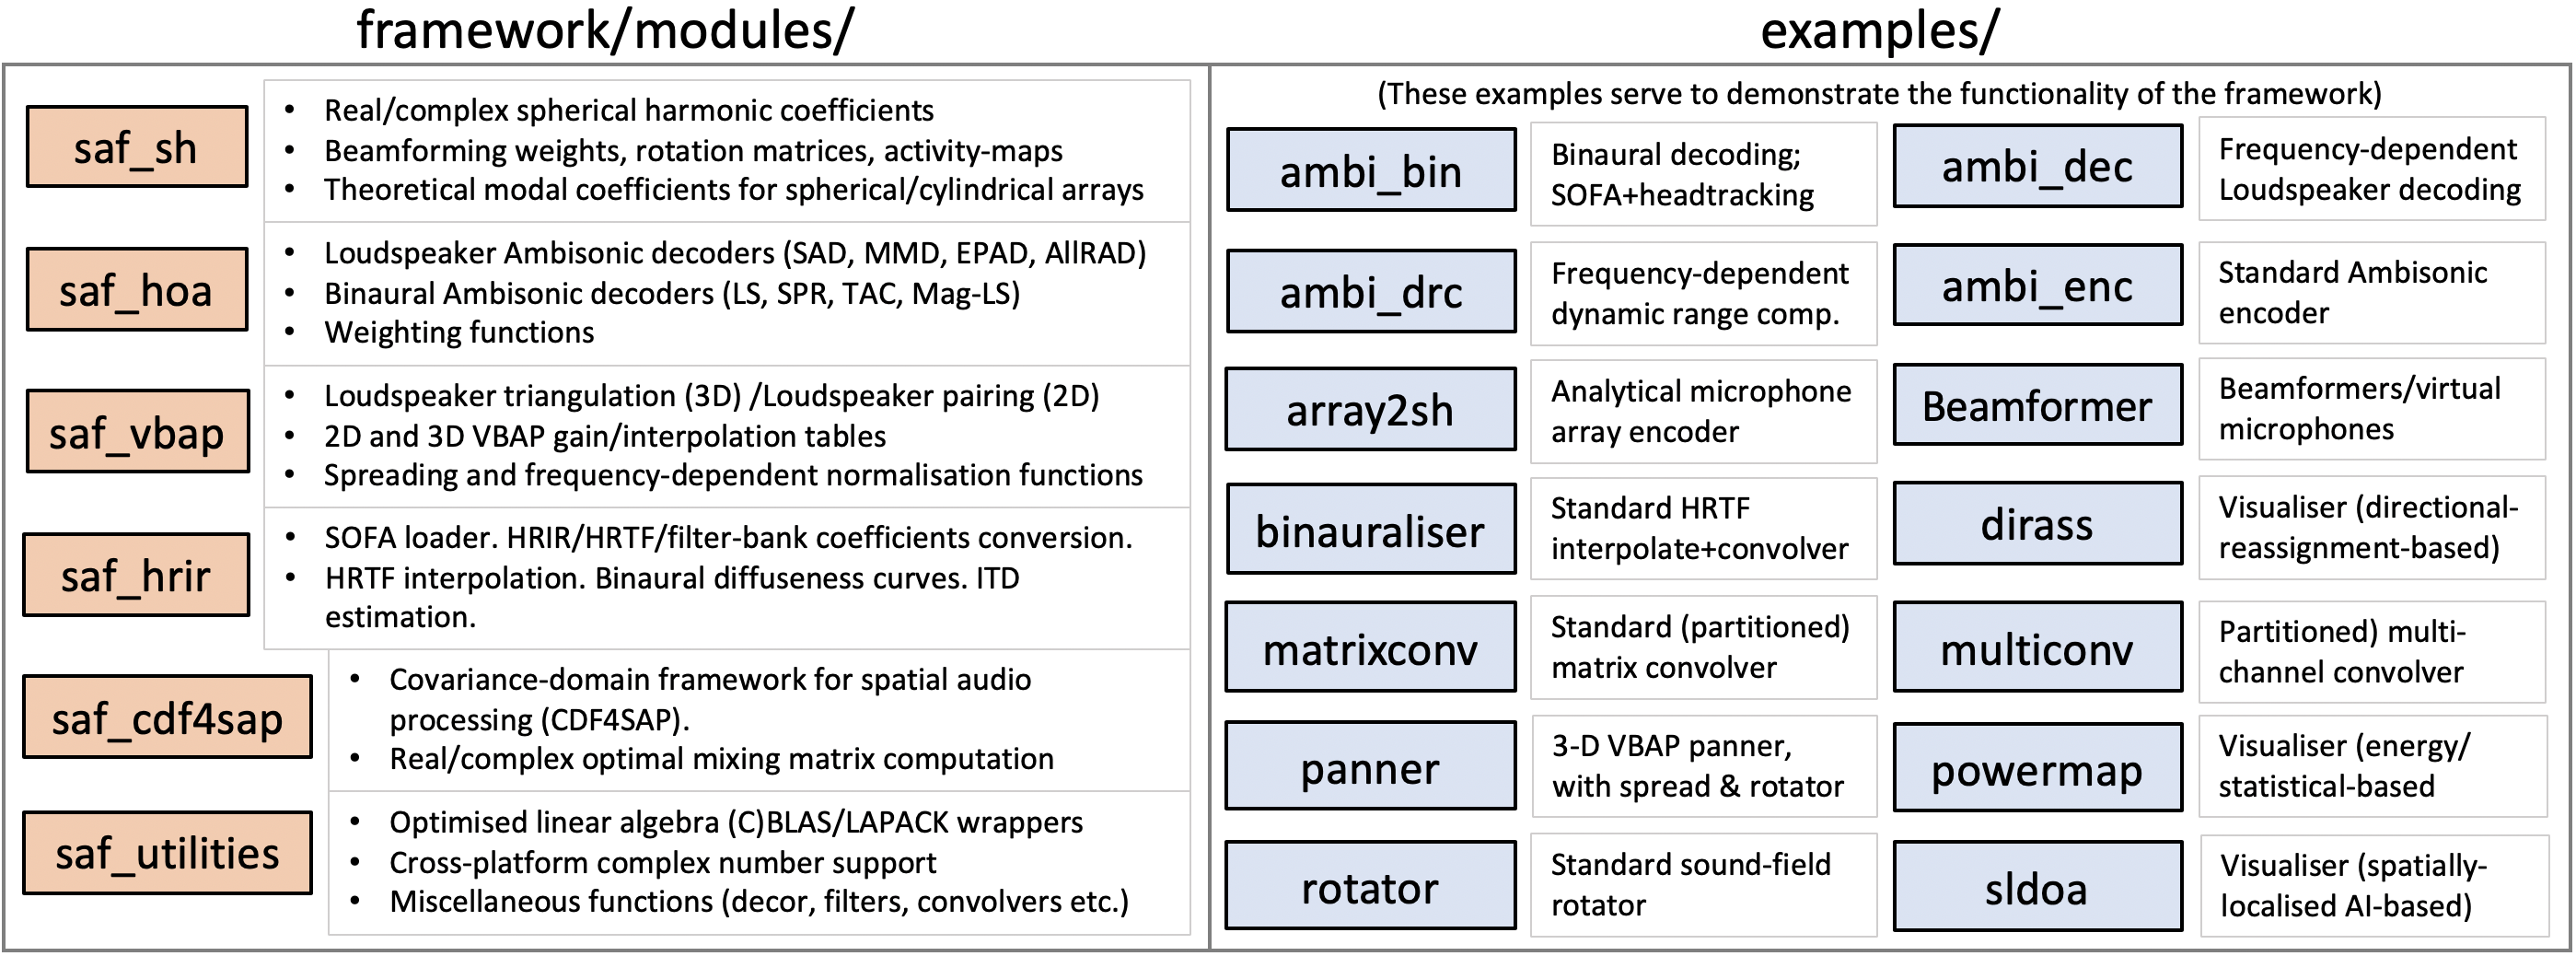 framework/modules/
saf_sh
• Real/complex spherical harmonic coefficients
• Beamforming weights, rotation matrices, activity-maps
• Theoretical modal coefficients for spherical/cylindrical arrays
saf_hoa
• Loudspeaker Ambisonic decoders (SAD, MMD, EPAD, AllRAD)
• Binaural Ambisonic decoders (LS, SPR, TAC, Mag-LS)
• Weighting functions
saf_vbap
• Loudspeaker triangulation (3D) /Loudspeaker pairing (2D)
• 2D and 3D VBAP gain/interpolation tables
• Spreading and frequency-dependent normalisation functions
saf_hrir
• SOFA loader. HRIR/HRTF/filter-bank coefficients conversion.
• HRTF interpolation. Binaural diffuseness curves. ITD
estimation.
saf_cdf4sap
• Covariance-domain framework for spatial audio
processing (CDF4SAP).
• Real/complex optimal mixing matrix computation
saf_utilities
• Optimised linear algebra (C)BLAS/LAPACK wrappers
• Cross-platform complex number support
• Miscellaneous functions (decor, filters, convolvers etc.)
examples/
(These examples serve to demonstrate the functionality of the framework)
ambi_bin
Binaural decoding;
SOFA+headtracking
ambi_dec
Frequency-dependent
Loudspeaker decoding
ambi_drc
Frequency-dependent
dynamic range comp.
ambi_enc
Standard Ambisonic
encoder
array2sh
Analytical microphone
array encoder
Beamformer
Beamformers/virtual
microphones
binauraliser
Standard HRTF
interpolate+convolver
dirass
Visualiser (directional-
reassignment-based)
matrixconv
Standard (partitioned)
matrix convolver
multiconv
Partitioned) multi-
channel convolver
panner
3-D VBAP panner,
with spread & rotator
powermap
Visualiser (energy/
statistical-based
rotator
Standard sound-field
rotator
sldoa
Visualiser (spatially-
localised AI-based)